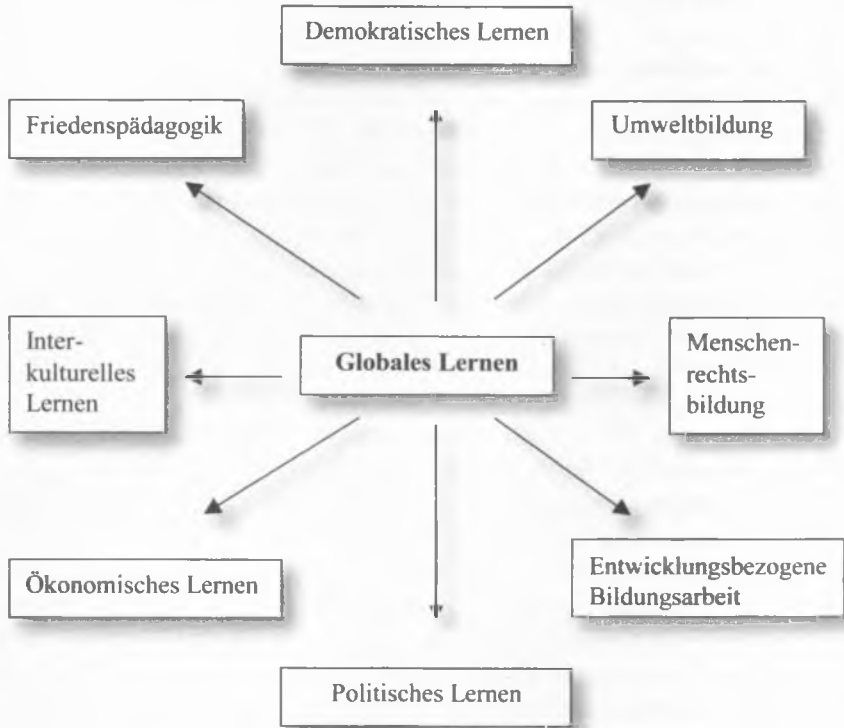 Demokratisches Lernen
Friedenspädagogik
Umweltbildung
Inter-
kulturelles
Lernen
Globales Lernen
Menschen-
rechts-
bildung
Ökonomisches Lernen
Entwicklungsbezogene
Bildungsarbeit
Politisches Lernen